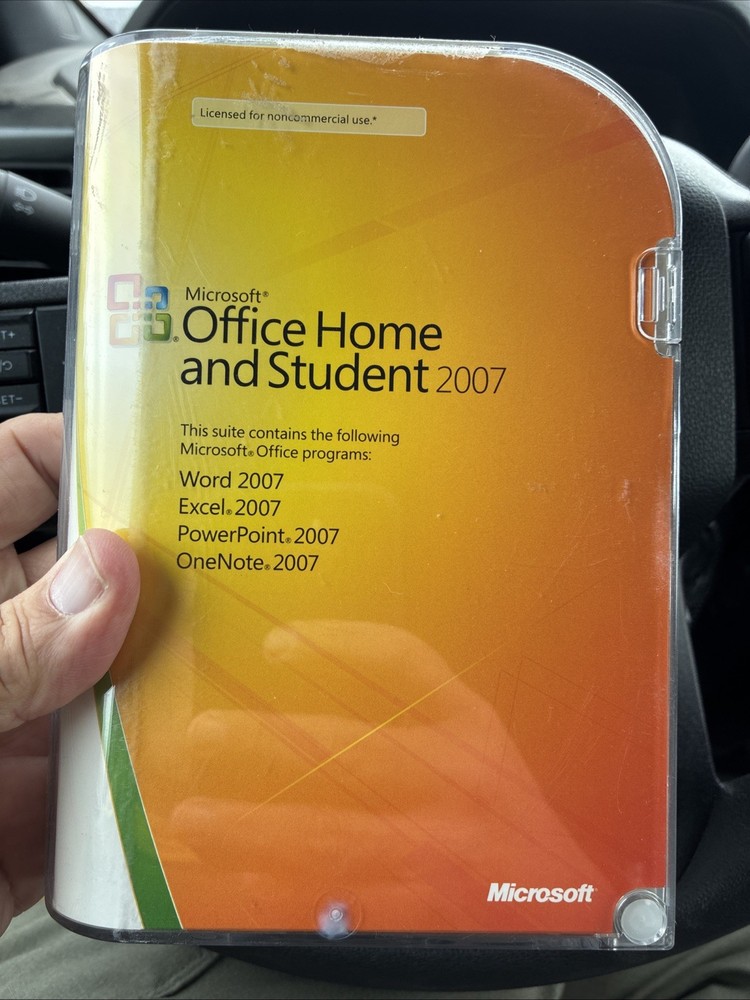 Licensed for noncommercial use.*
Microsoft®
Office Home
and Student 2007
This suite contains the following
Microsoft® Office programs:
Word 2007
Excel® 2007
PowerPoint® 2007
OneNote® 2007
Microsoft®